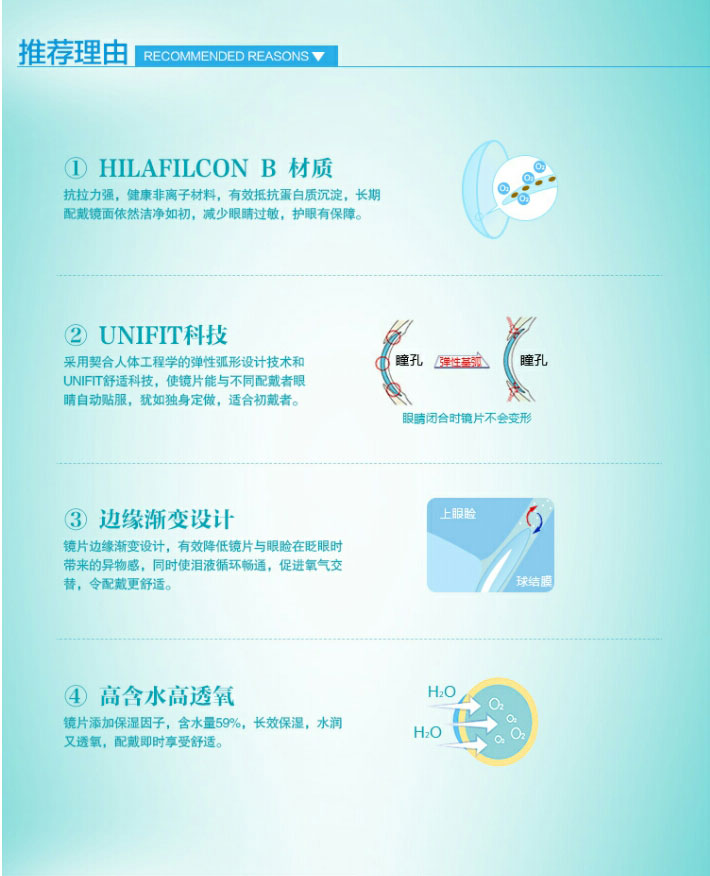 推荐理由 RECOMMENDED REASONS
① HILAFILCON B 材质
抗拉力强，健康非离子材料，有效抵抗蛋白质沉淀，长期
配戴镜面依然洁净如初，减少眼睛过敏，护眼有保障。
O₂
O₂
O₂
O₂
② UNIFIT科技
采用契合人体工程学的弹性弧形设计技术和
UNIFIT舒适科技，使镜片能与不同配戴者眼
睛自动贴服，犹如独身定做，适合初戴者。
瞳孔 弹性基弧 瞳孔
眼睛闭合时镜片不会变形
③ 边缘渐变设计
镜片边缘渐变设计，有效降低镜片与眼睑在眨眼时
带来的异物感，同时使泪液循环畅通，促进氧气交
替，令配戴更舒适。
上眼睑
球结膜
④ 高含水高透氧
镜片添加保湿因子，含水量59%，长效保湿，水润
又透氧，配戴即时享受舒适。
H₂O
O₂
O₂
H₂O
O₂
O₂